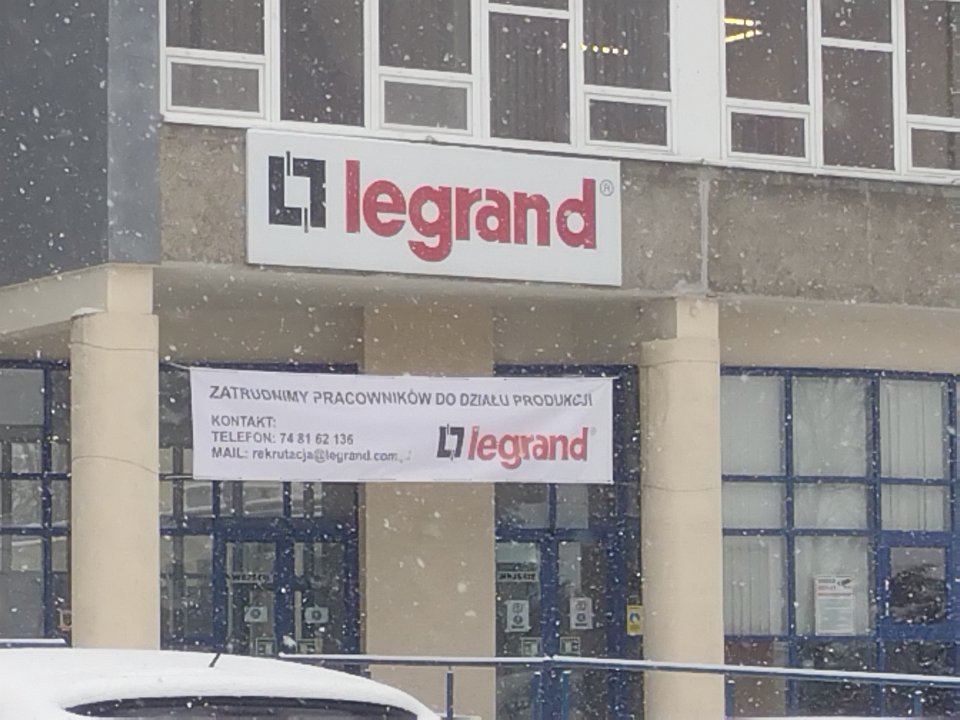 legrand®
ZATRUDNIMY PRACOWNIKÓW DO DZIAŁU PRODUKCJI
KONTAKT:
TELEFON: 74 81 62 136
MAIL: rekrutacja@legrand.com.
legrand®